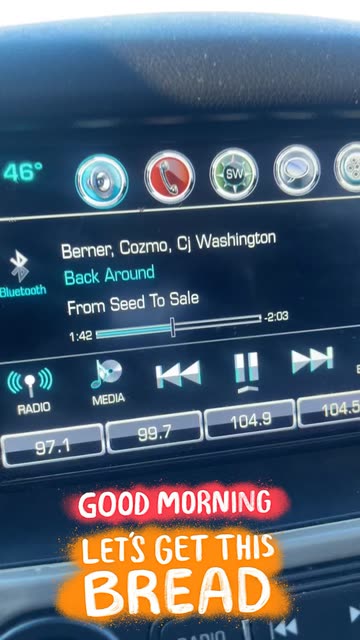 46°
SW
Berner, Cozmo, Cj Washington
Back Around
Bluetooth
From Seed To Sale
1:42 -2:03
RADIO MEDIA
97.1 99.7 104.9 104.5
GOOD MORNING
LET'S GET THIS
BREAD
RADIO